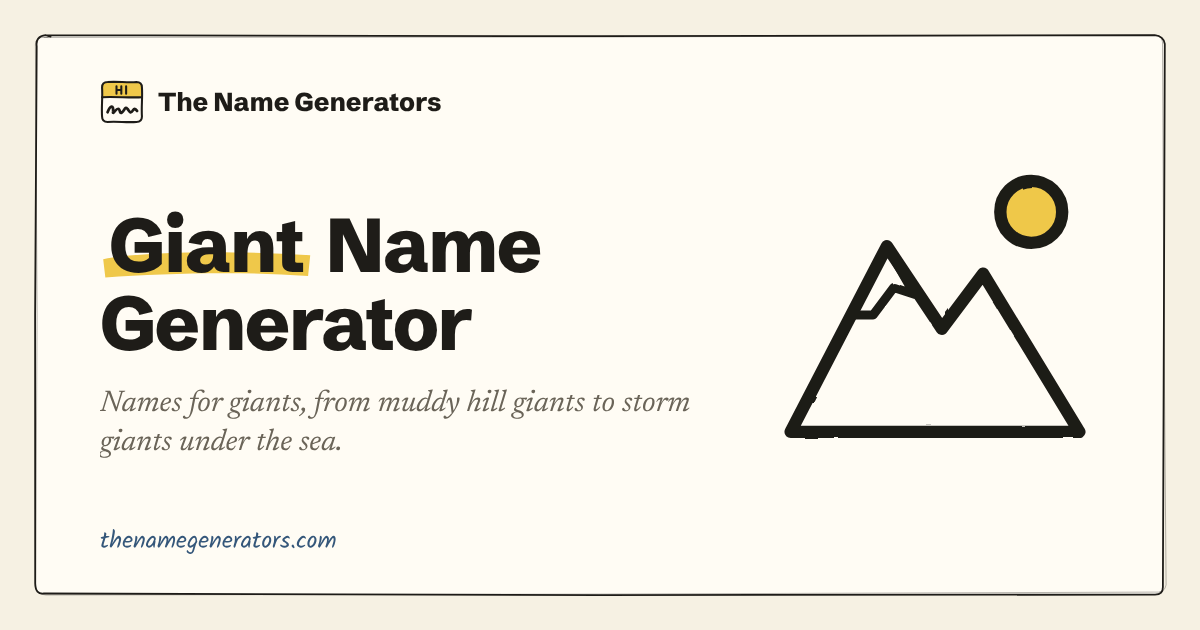 HI
The Name Generators
Giant Name
Generator
Names for giants, from muddy hill giants to storm
giants under the sea.
thenamegenerators.com